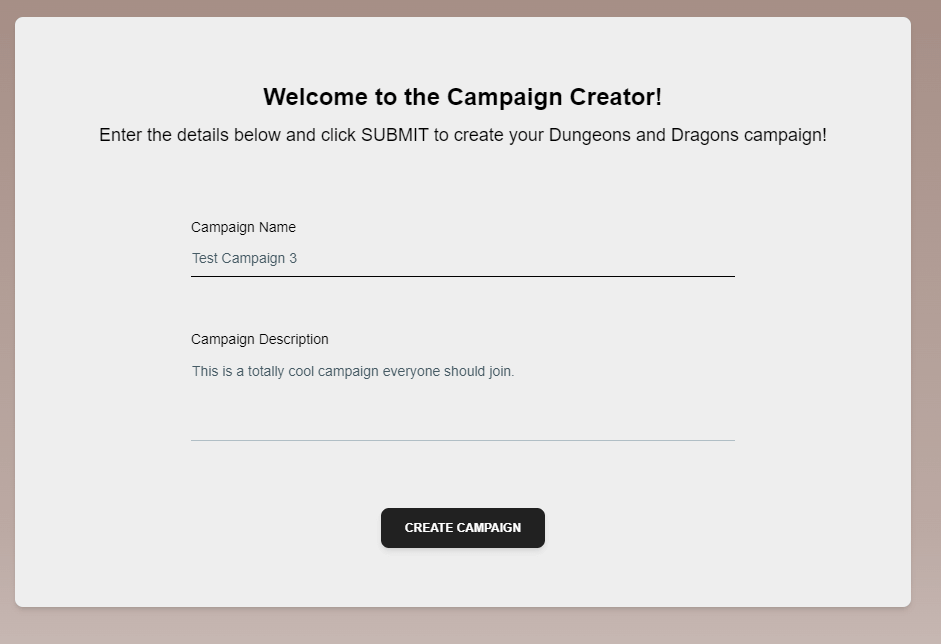 Welcome to the Campaign Creator!
Enter the details below and click SUBMIT to create your Dungeons and Dragons campaign!
Campaign Name
Test Campaign 3
Campaign Description
This is a totally cool campaign everyone should join.
CREATE CAMPAIGN